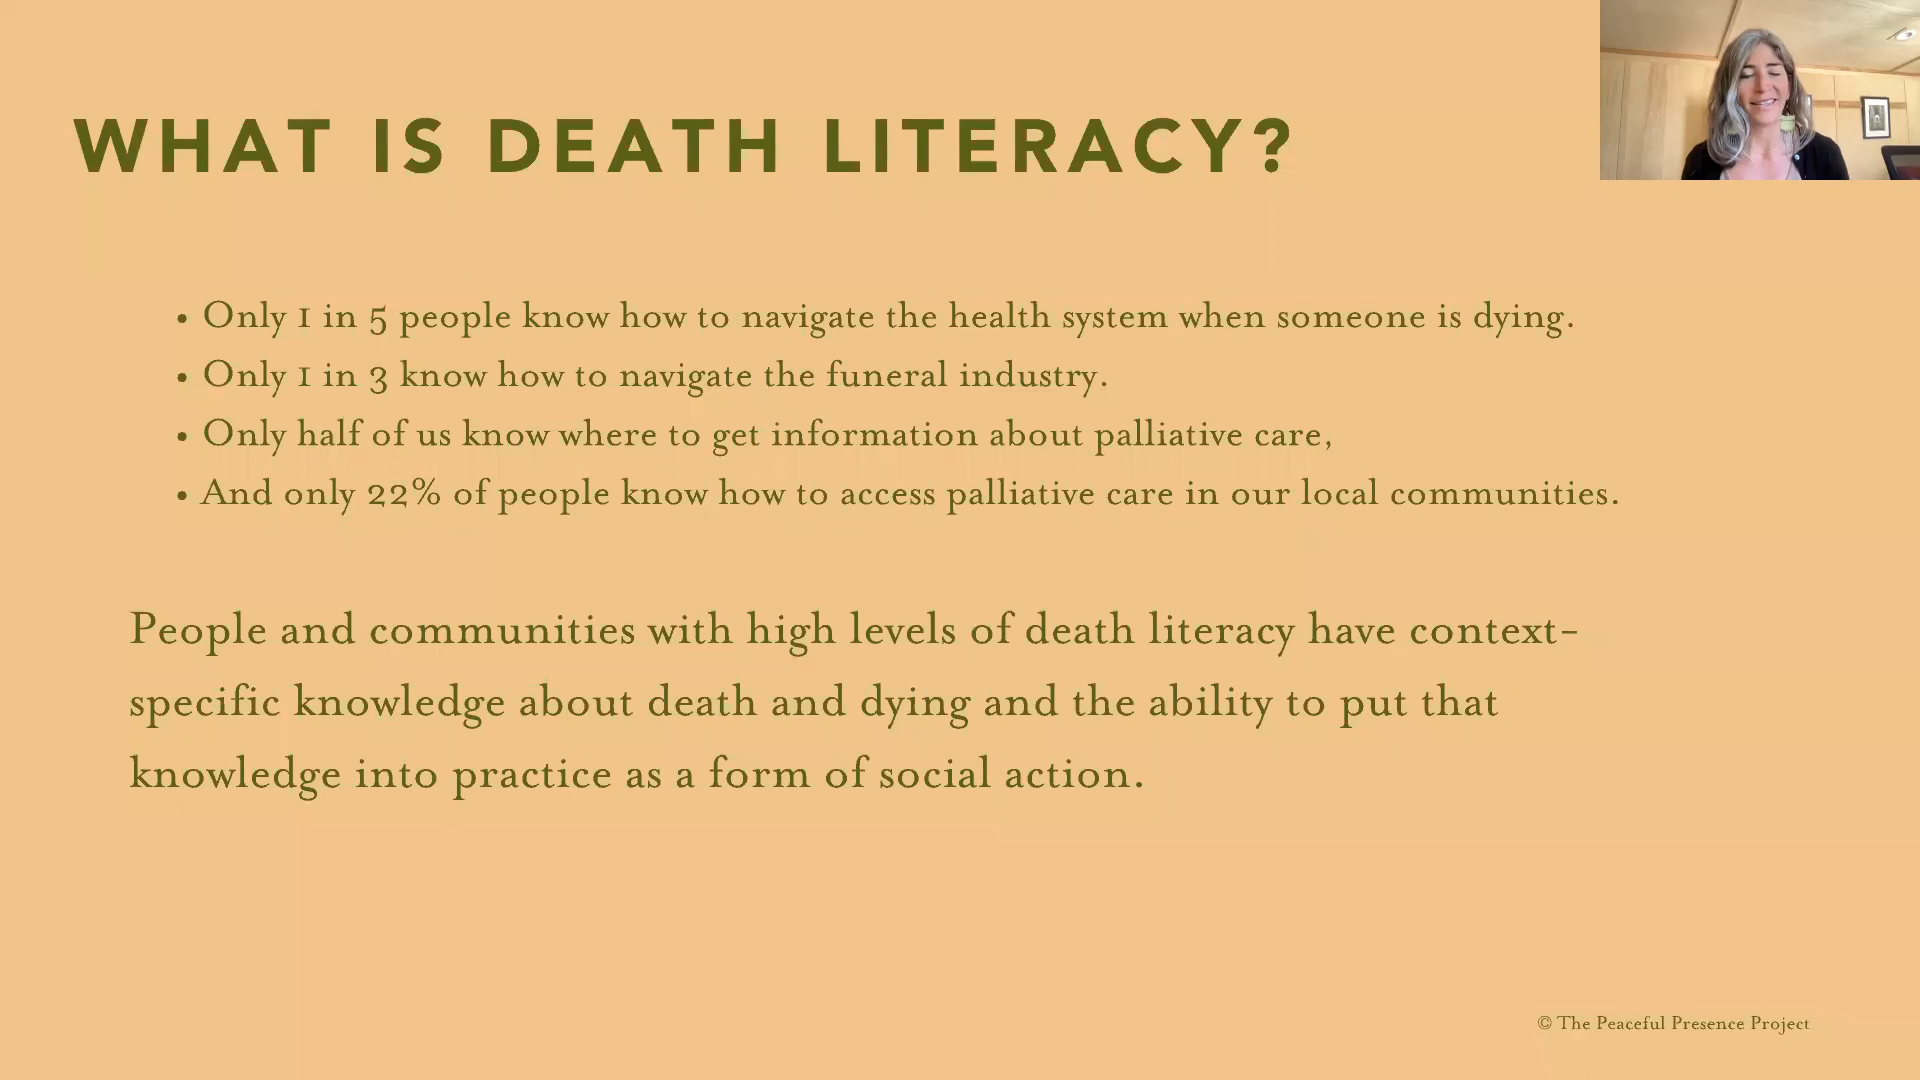 WHAT IS DEATH LITERACY?
• Only 1 in 5 people know how to navigate the health system when someone is dying.
• Only 1 in 3 know how to navigate the funeral industry.
• Only half of us know where to get information about palliative care,
• And only 22% of people know how to access palliative care in our local communities.
People and communities with high levels of death literacy have context-
specific knowledge about death and dying and the ability to put that
knowledge into practice as a form of social action.
© The Peaceful Presence Project